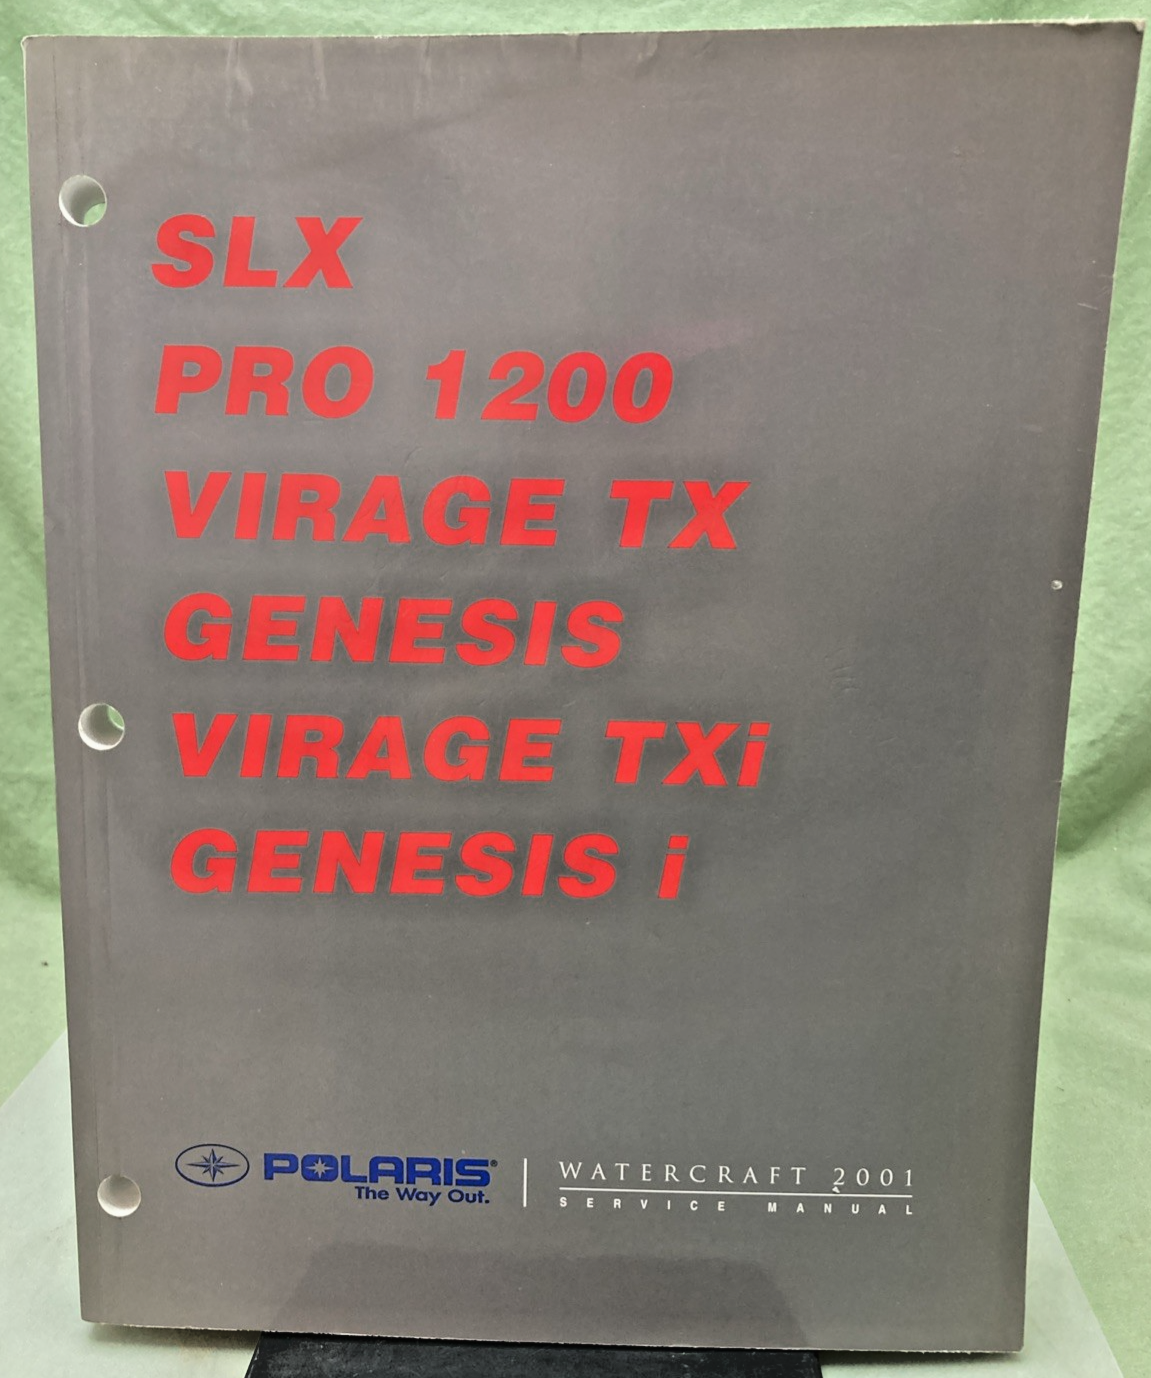 SLX
PRO 1200
VIRAGE TX
GENESIS
VIRAGE TXi
GENESIS i
POLARIS®
The Way Out.
WATERCRAFT 2001
SERVICE MANUAL